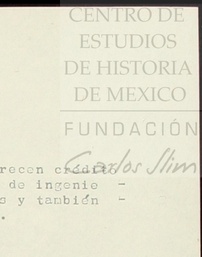 CENTRO DE
ESTUDIOS
DE HISTORIA
DE MEXICO
FUNDACIÓN
Carlos Slim
recen crédito
de ingenie -
s y también -
.